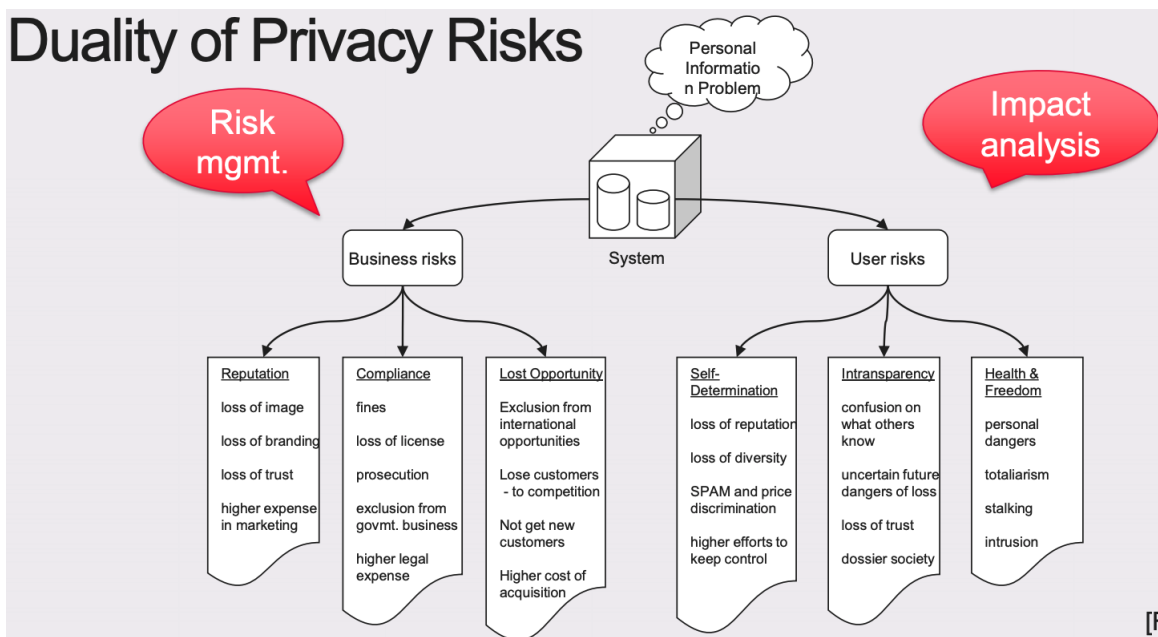 Duality of Privacy Risks
Personal
Informatio
n Problem
Risk
mgmt.
Impact
analysis
System
Business risks
User risks
Reputation
loss of image
loss of branding
loss of trust
higher expense
in marketing
Compliance
fines
loss of license
prosecution
exclusion from
govmt. business
higher legal
expense
Lost Opportunity
Exclusion from
international
opportunities
Lose customers
- to competition
Not get new
customers
Higher cost of
acquisition
Self-
Determination
loss of reputation
loss of diversity
SPAM and price
discrimination
higher efforts to
keep control
Intransparency
confusion on
what others
know
uncertain future
dangers of loss
loss of trust
dossier society
Health &
Freedom
personal
dangers
totaliarism
stalking
intrusion